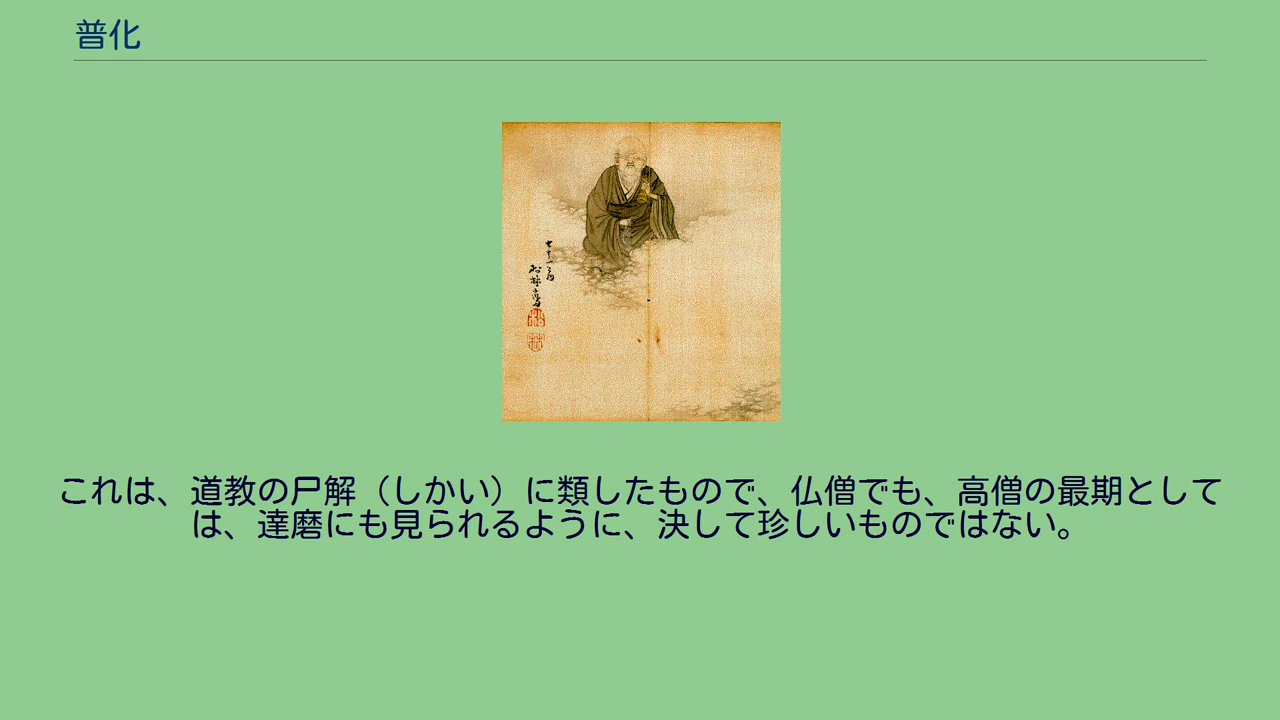 普化
これは、道教の尸解（しかい）に類したもので、仏僧でも、高僧の最期として
は、達磨にも見られるように、決して珍しいものではない。